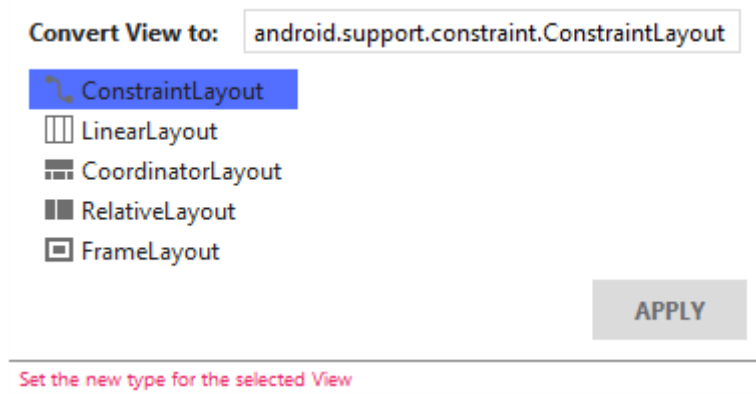 Convert View to: android.support.constraint.ConstraintLayout
ConstraintLayout
LinearLayout
CoordinatorLayout
RelativeLayout
FrameLayout
APPLY
Set the new type for the selected View